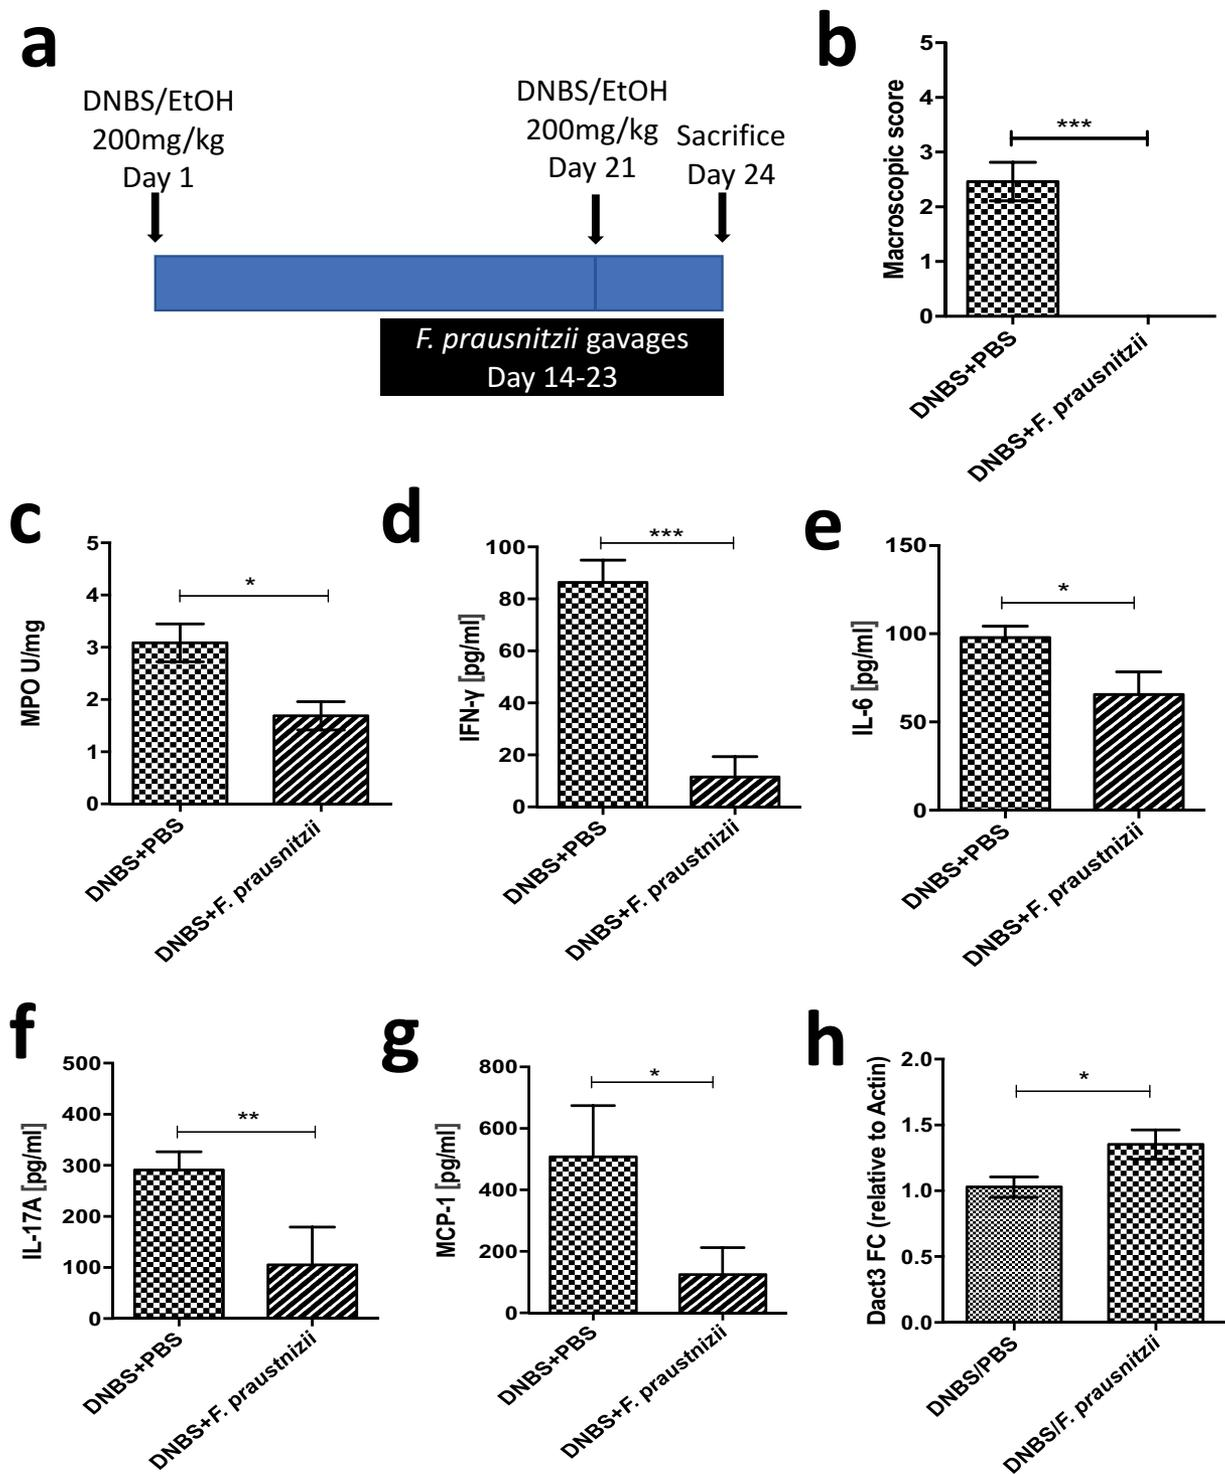 a
DNBS/EtOH
200mg/kg
Day 1
DNBS/EtOH
200mg/kg
Day 21
Sacrifice
Day 24
F. prausnitzii gavages
Day 14-23
b
Macroscopic score
5
4
3
2
1
0
***
DNBS+PBS
DNBS+F. prausnitzii
c
MPO U/mg
5
4
3
2
1
0
*
DNBS+PBS
DNBS+F. prausnitzii
d
IFN-γ [pg/ml]
100
80
60
40
20
0
***
DNBS+PBS
DNBS+F. praustnizii
e
IL-6 [pg/ml]
150
100
50
0
*
DNBS+PBS
DNBS+F. praustnizii
f
IL-17A [pg/ml]
500
400
300
200
100
0
**
DNBS+PBS
DNBS+F. praustnizii
g
MCP-1 [pg/ml]
800
600
400
200
0
*
DNBS+PBS
DNBS+F. praustnizii
h
Dact3 FC (relative to Actin)
2.0
1.5
1.0
0.5
0.0
*
DNBS/PBS
DNBS/F. prausnitzii